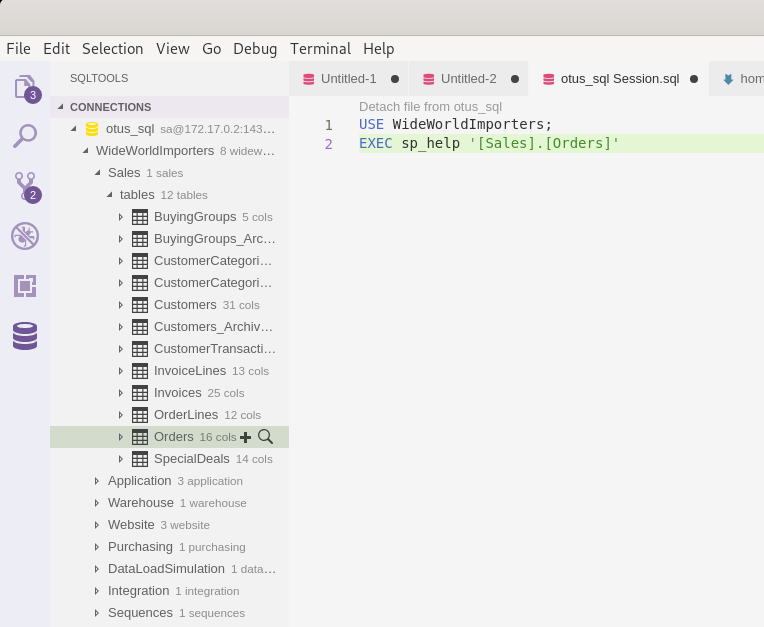 File Edit Selection View Go Debug Terminal Help
SQLTOOLS
Untitled-1
Untitled-2
otus_sql Session.sql
hom
3
2
CONNECTIONS
otus_sql sa@172.17.0.2:143…
WideWorldImporters 8 widew…
Sales 1 sales
tables 12 tables
BuyingGroups 5 cols
BuyingGroups_Arc…
CustomerCategori…
CustomerCategori…
Customers 31 cols
Customers_Archiv…
CustomerTransacti…
InvoiceLines 13 cols
Invoices 25 cols
OrderLines 12 cols
Orders 16 cols
SpecialDeals 14 cols
Application 3 application
Warehouse 1 warehouse
Website 3 website
Purchasing 1 purchasing
DataLoadSimulation 1 data…
Integration 1 integration
Sequences 1 sequences
Detach file from otus_sql
1 USE WideWorldImporters;
2 EXEC sp_help '[Sales].[Orders]'